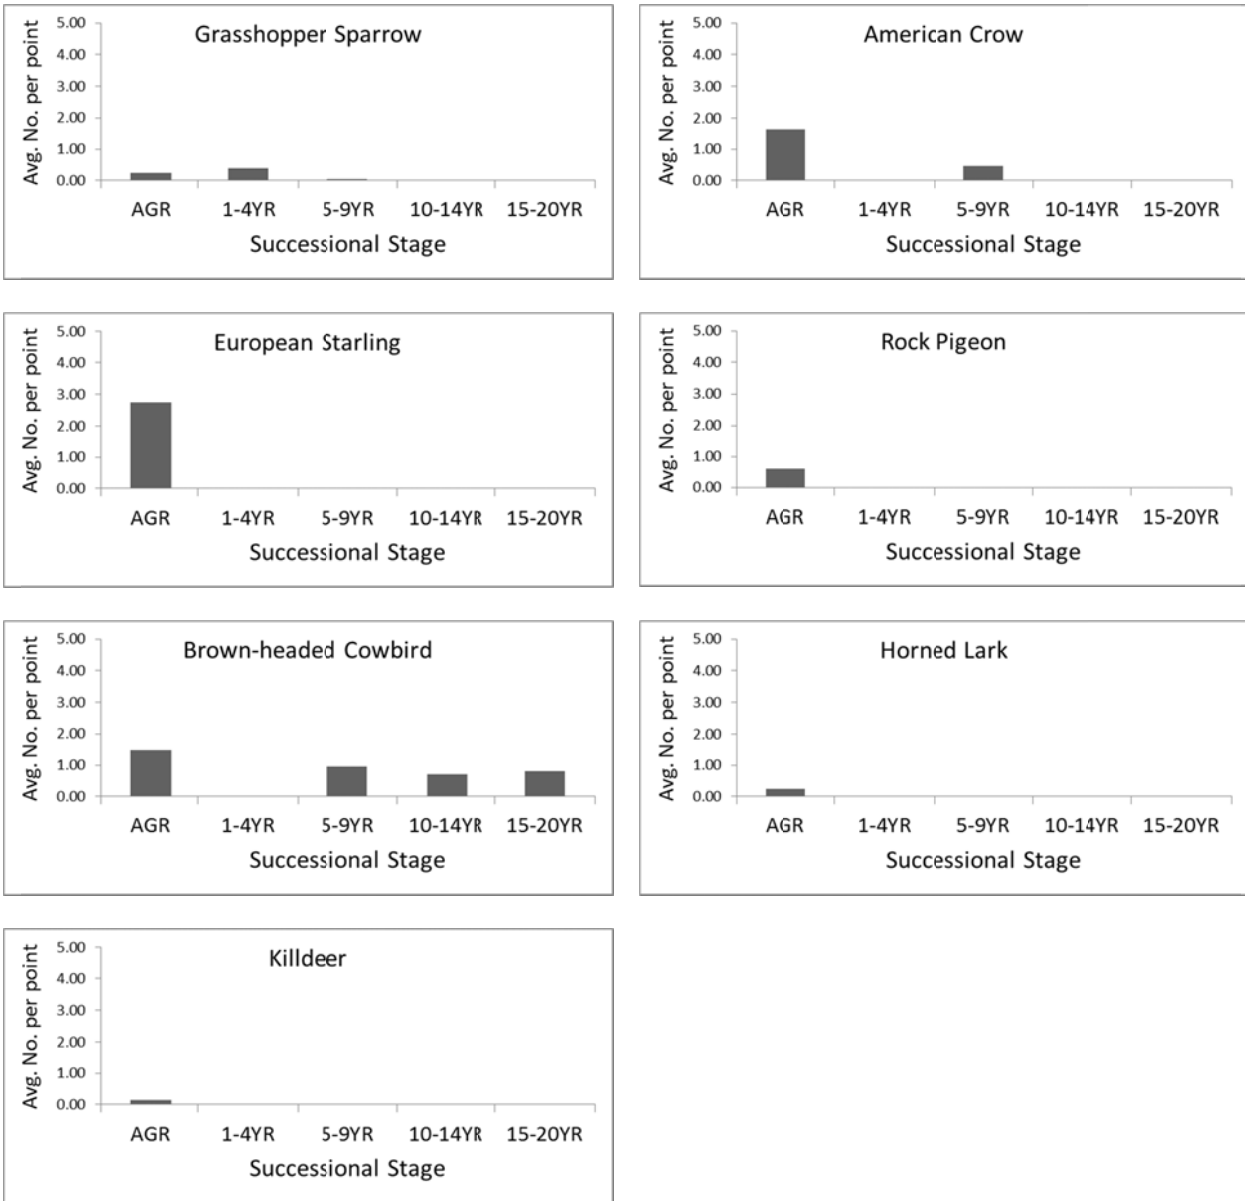 Grasshopper Sparrow
Avg. No. per point
5.00
4.00
3.00
2.00
1.00
0.00
AGR 1-4YR 5-9YR 10-14YR 15-20YR
Successional Stage
American Crow
Avg. No. per point
5.00
4.00
3.00
2.00
1.00
0.00
AGR 1-4YR 5-9YR 10-14YR 15-20YR
Successional Stage
European Starling
Avg. No. per point
5.00
4.00
3.00
2.00
1.00
0.00
AGR 1-4YR 5-9YR 10-14YR 15-20YR
Successional Stage
Rock Pigeon
Avg. No. per point
5.00
4.00
3.00
2.00
1.00
0.00
AGR 1-4YR 5-9YR 10-14YR 15-20YR
Successional Stage
Brown-headed Cowbird
Avg. No. per point
5.00
4.00
3.00
2.00
1.00
0.00
AGR 1-4YR 5-9YR 10-14YR 15-20YR
Successional Stage
Horned Lark
Avg. No. per point
5.00
4.00
3.00
2.00
1.00
0.00
AGR 1-4YR 5-9YR 10-14YR 15-20YR
Successional Stage
Killdeer
Avg. No. per point
5.00
4.00
3.00
2.00
1.00
0.00
AGR 1-4YR 5-9YR 10-14YR 15-20YR
Successional Stage